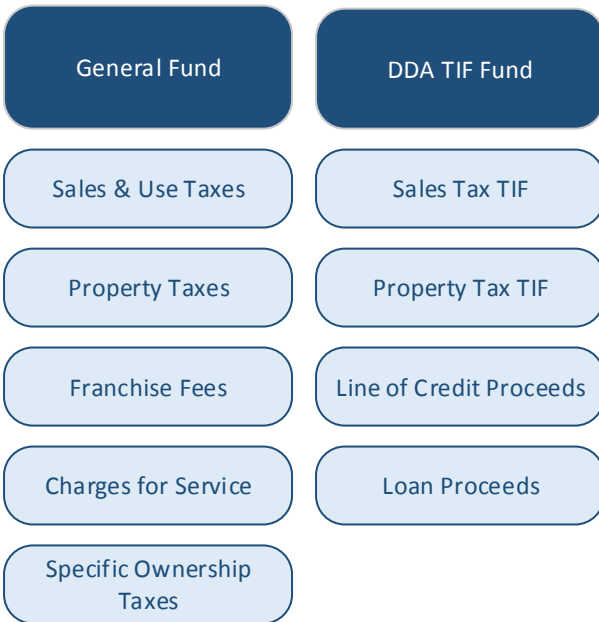 General Fund
DDA TIF Fund
Sales & Use Taxes
Sales Tax TIF
Property Taxes
Property Tax TIF
Franchise Fees
Line of Credit Proceeds
Charges for Service
Loan Proceeds
Specific Ownership
Taxes